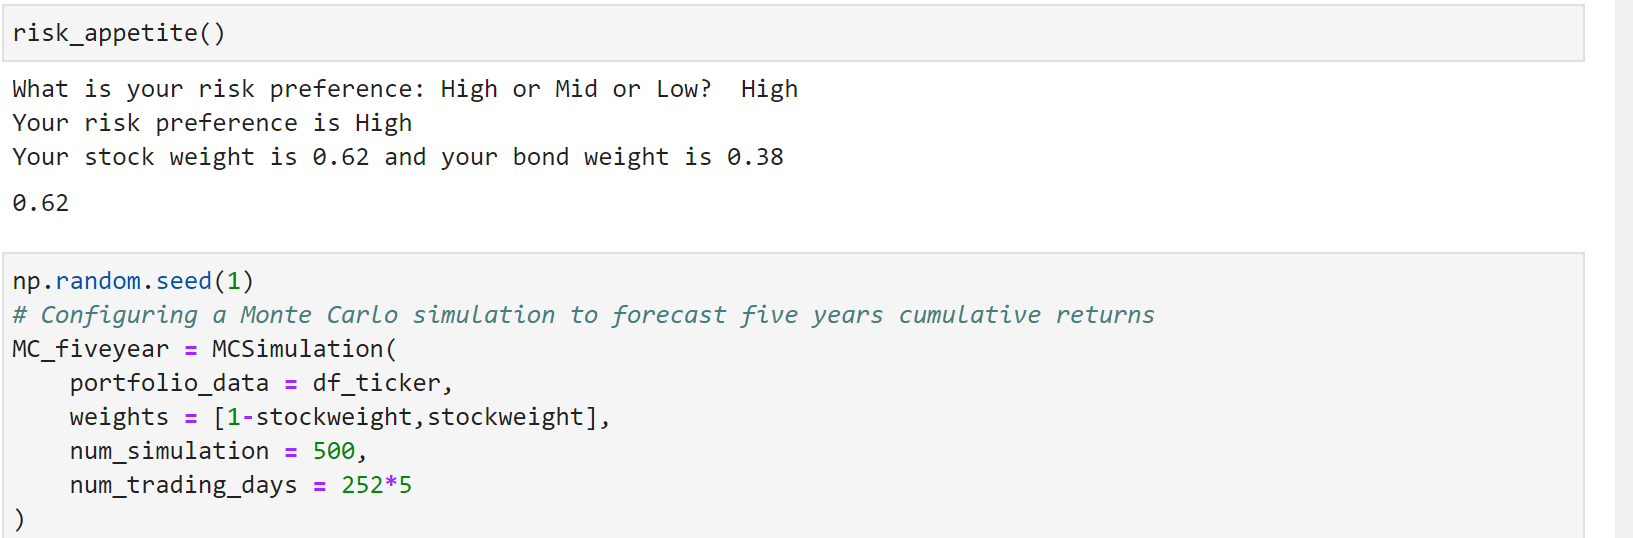 risk_appetite()
What is your risk preference: High or Mid or Low?  High
Your risk preference is High
Your stock weight is 0.62 and your bond weight is 0.38
0.62
np.random.seed(1)
# Configuring a Monte Carlo simulation to forecast five years cumulative returns
MC_fiveyear = MCSimulation(
    portfolio_data = df_ticker,
    weights = [1-stockweight,stockweight],
    num_simulation = 500,
    num_trading_days = 252*5
)